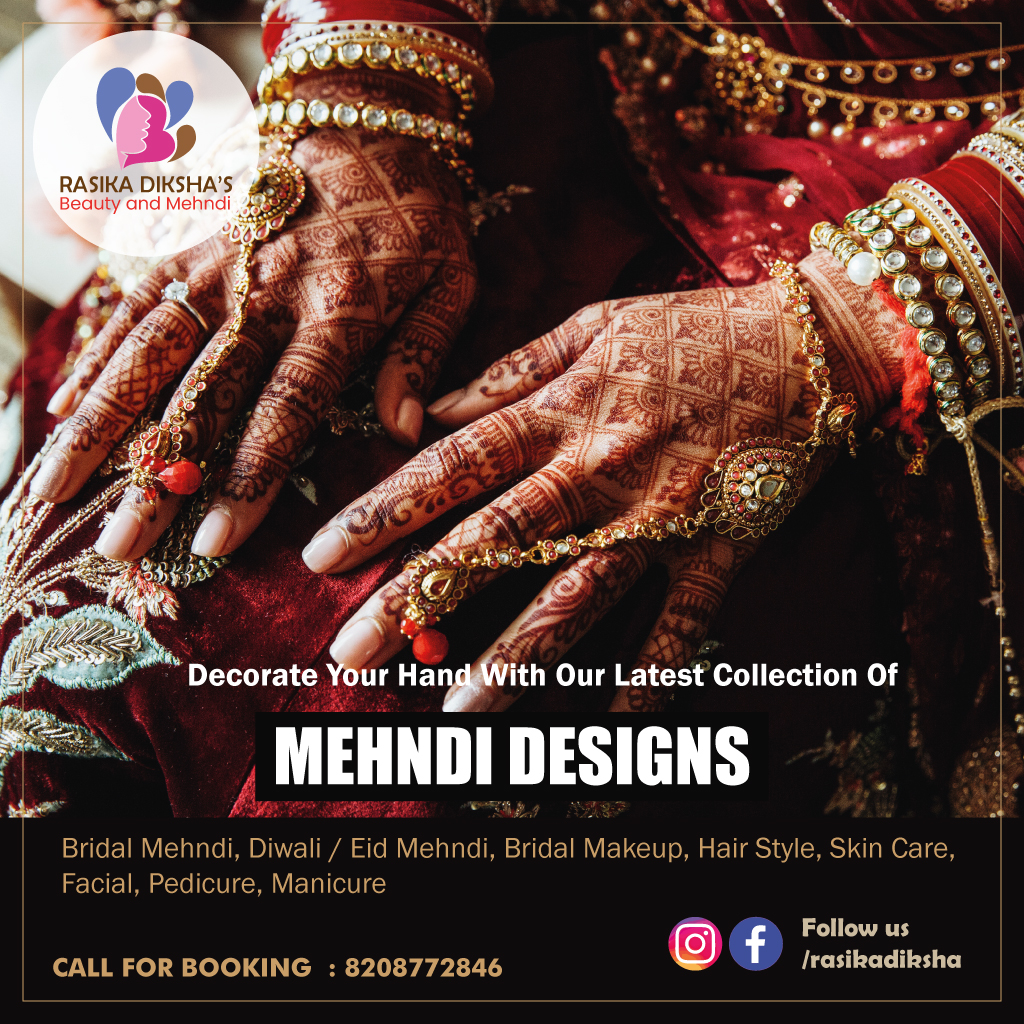 RASIKA DIKSHA'S
Beauty and Mehndi
Decorate Your Hand With Our Latest Collection Of
MEHNDI DESIGNS
Bridal Mehndi, Diwali / Eid Mehndi, Bridal Makeup, Hair Style, Skin Care,
Facial, Pedicure, Manicure
CALL FOR BOOKING : 8208772846
Follow us
/rasikadiksha